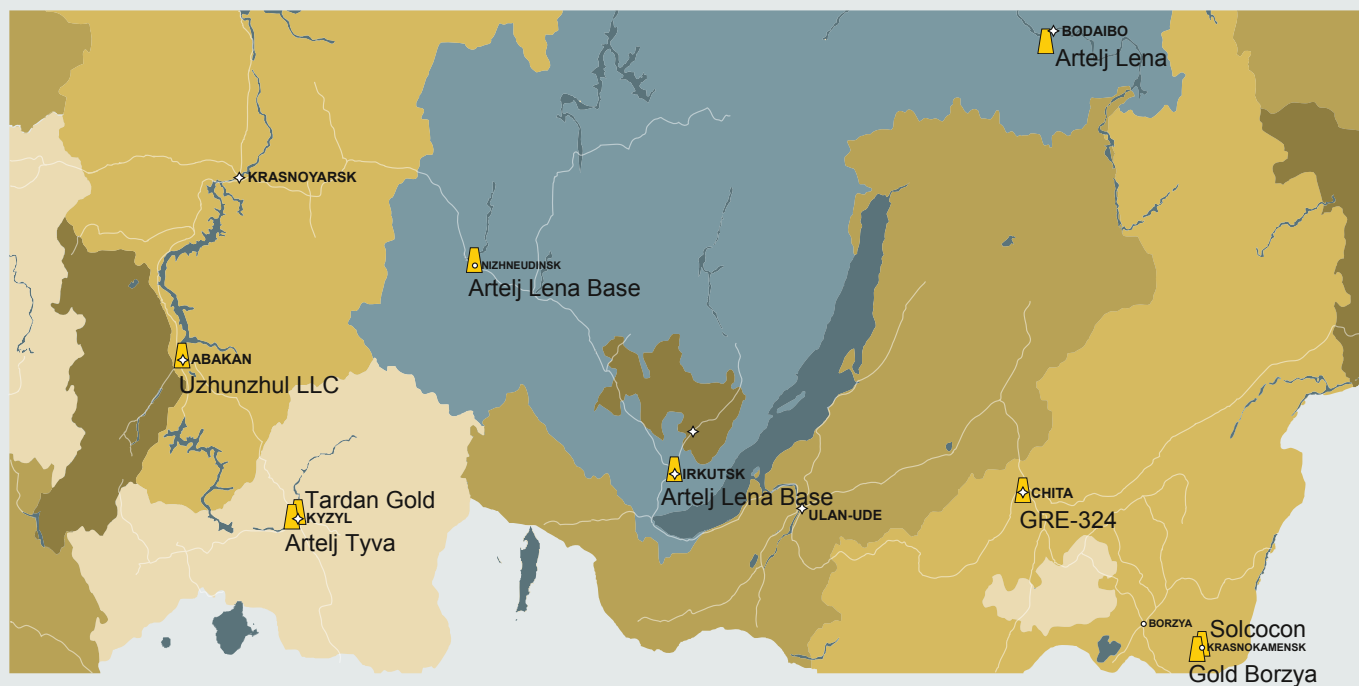 BODAIBO
Artelj Lena
KRASNOYARSK
NIZHNEUDINSK
Artelj Lena Base
ABAKAN
Uzhunzhul LLC
IRKUTSK
Artelj Lena Base
Tardan Gold
KYZYL
Artelj Tyva
ULAN-UDE
CHITA
GRE-324
BORZYA
Solcocon
KRASNOKAMENSK
Gold Borzya